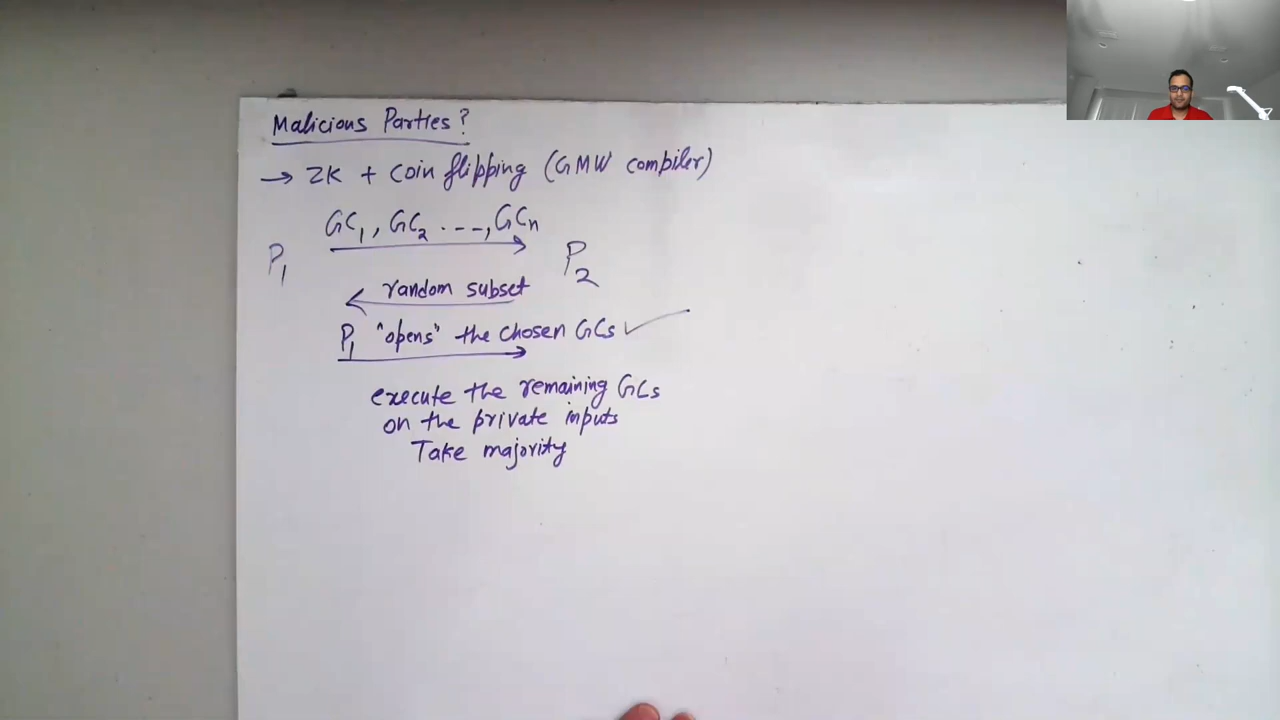 Malicious Parties?
→ ZK + Coin flipping (GMW compiler)
GC₁, GC₂ ---, GCₙ
P₁ P₂
random subset
P₁ "opens" the chosen GCs ✓
execute the remaining GCs
on the private inputs
Take majority